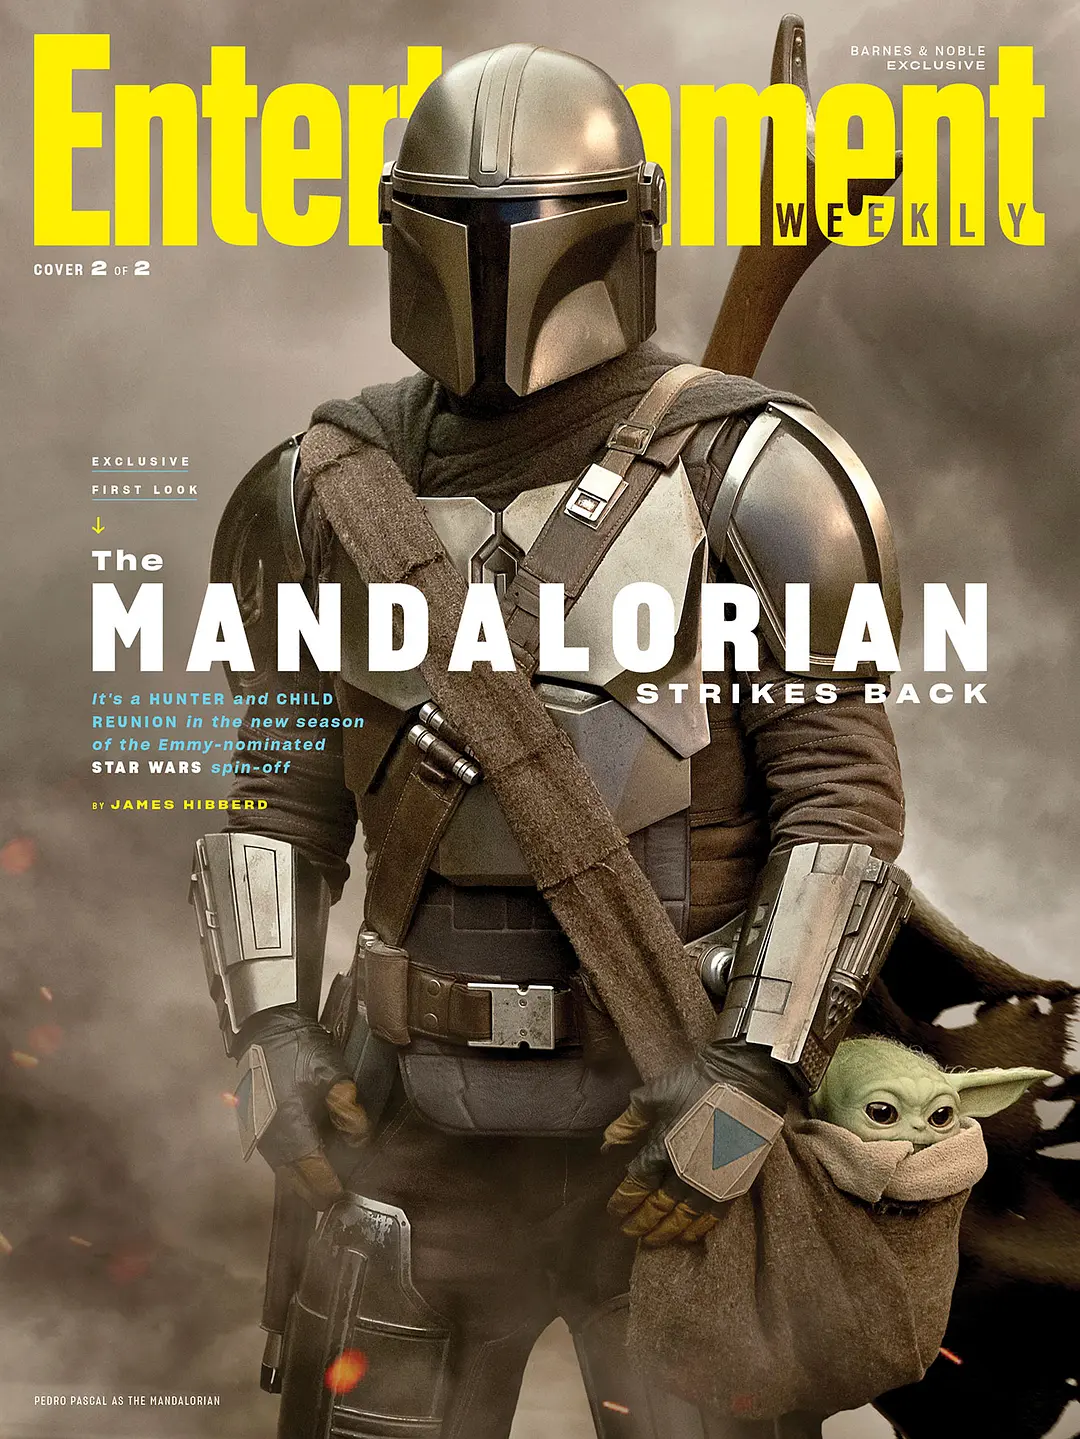 BARNES & NOBLE
EXCLUSIVE
Entertainment
WEEKLY
COVER 2 OF 2
EXCLUSIVE
FIRST LOOK
The
MANDALORIAN
STRIKES BACK
It's a HUNTER and CHILD
REUNION in the new season
of the Emmy-nominated
STAR WARS spin-off
BY JAMES HIBBERD
PEDRO PASCAL AS THE MANDALORIAN